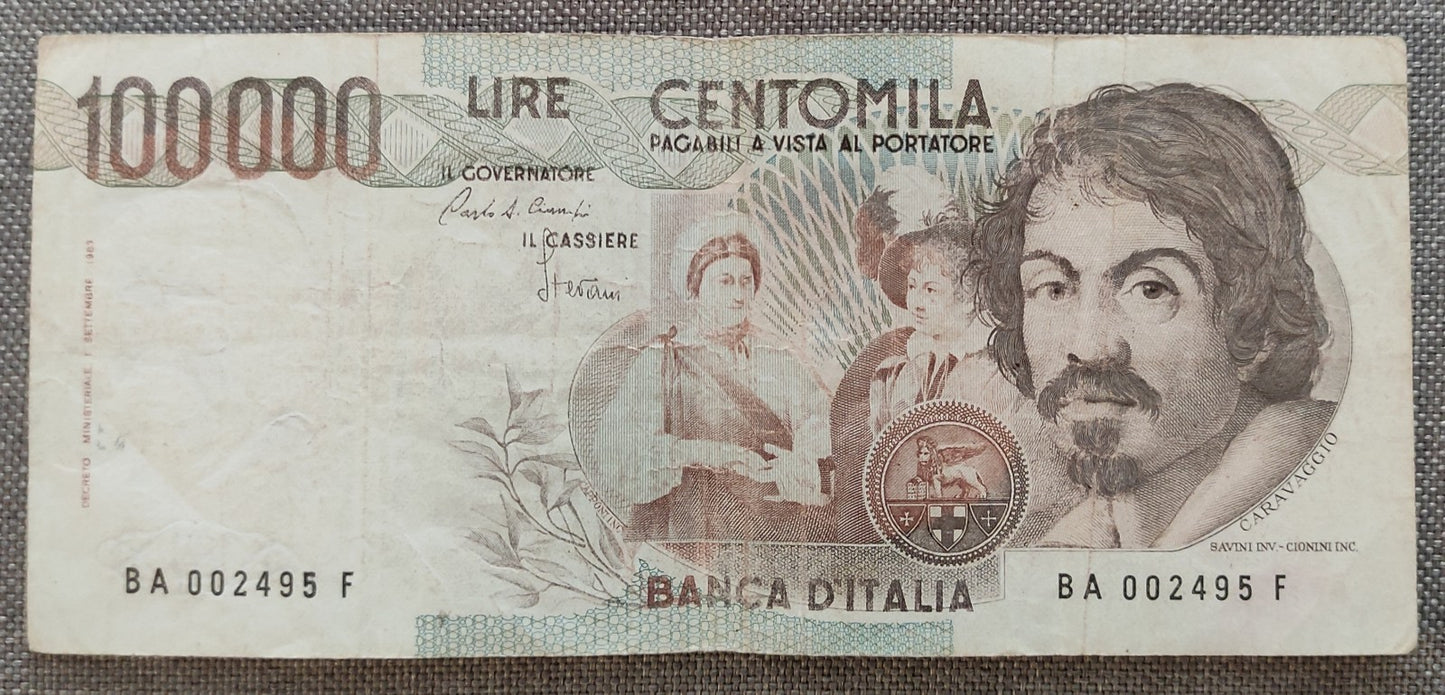 100000
LIRE
CENTOMILA
PAGABILI A VISTA AL PORTATORE
IL GOVERNATORE
Carlo A. Ciampi
IL CASSIERE
Stevani
DECRETO MINISTERIALE 1° SETTEMBRE 1983
CARAVAGGIO
SAVINI INV.-CIONINI INC.
BA 002495 F
BANCA D'ITALIA
BA 002495 F